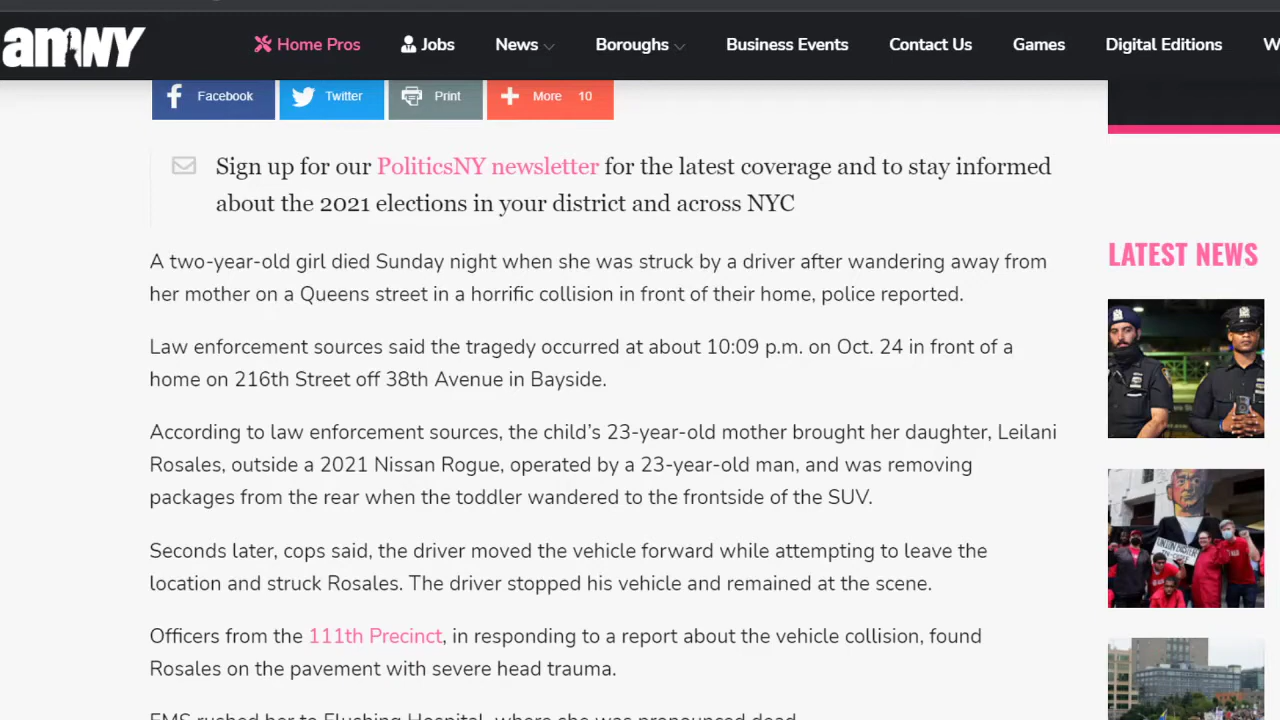 amNY
Home Pros
Jobs
News
Boroughs
Business Events
Contact Us
Games
Digital Editions
W
Facebook
Twitter
Print
More 10
Sign up for our PoliticsNY newsletter for the latest coverage and to stay informed
about the 2021 elections in your district and across NYC
A two-year-old girl died Sunday night when she was struck by a driver after wandering away from
her mother on a Queens street in a horrific collision in front of their home, police reported.
Law enforcement sources said the tragedy occurred at about 10:09 p.m. on Oct. 24 in front of a
home on 216th Street off 38th Avenue in Bayside.
According to law enforcement sources, the child’s 23-year-old mother brought her daughter, Leilani
Rosales, outside a 2021 Nissan Rogue, operated by a 23-year-old man, and was removing
packages from the rear when the toddler wandered to the frontside of the SUV.
Seconds later, cops said, the driver moved the vehicle forward while attempting to leave the
location and struck Rosales. The driver stopped his vehicle and remained at the scene.
Officers from the 111th Precinct, in responding to a report about the vehicle collision, found
Rosales on the pavement with severe head trauma.
EMS rushed her to Flushing Hospital, where she was pronounced dead.
LATEST NEWS